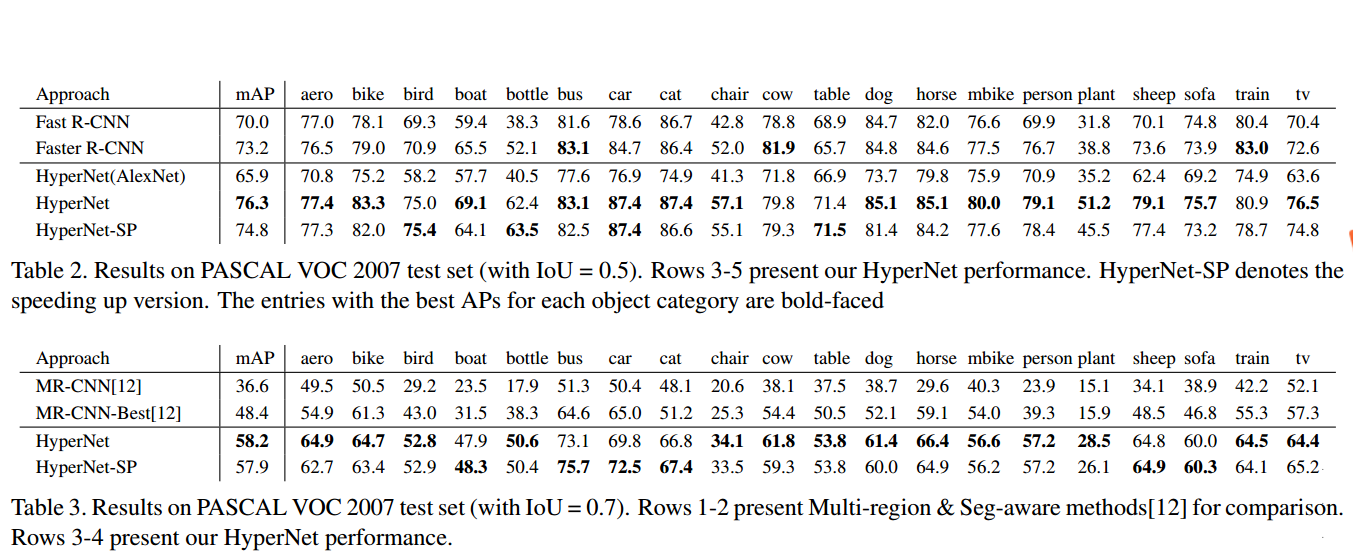 Approach mAP aero bike bird boat bottle bus car cat chair cow table dog horse mbike person plant sheep sofa train tv
Fast R-CNN 70.0 77.0 78.1 69.3 59.4 38.3 81.6 78.6 86.7 42.8 78.8 68.9 84.7 82.0 76.6 69.9 31.8 70.1 74.8 80.4 70.4
Faster R-CNN 73.2 76.5 79.0 70.9 65.5 52.1 83.1 84.7 86.4 52.0 81.9 65.7 84.8 84.6 77.5 76.7 38.8 73.6 73.9 83.0 72.6
HyperNet(AlexNet) 65.9 70.8 75.2 58.2 57.7 40.5 77.6 76.9 74.9 41.3 71.8 66.9 73.7 79.8 75.9 70.9 35.2 62.4 69.2 74.9 63.6
HyperNet 76.3 77.4 83.3 75.0 69.1 62.4 83.1 87.4 87.4 57.1 79.8 71.4 85.1 85.1 80.0 79.1 51.2 79.1 75.7 80.9 76.5
HyperNet-SP 74.8 77.3 82.0 75.4 64.1 63.5 82.5 87.4 86.6 55.1 79.3 71.5 81.4 84.2 77.6 78.4 45.5 77.4 73.2 78.7 74.8
Table 2. Results on PASCAL VOC 2007 test set (with IoU = 0.5). Rows 3-5 present our HyperNet performance. HyperNet-SP denotes the
speeding up version. The entries with the best APs for each object category are bold-faced
Approach mAP aero bike bird boat bottle bus car cat chair cow table dog horse mbike person plant sheep sofa train tv
MR-CNN[12] 36.6 49.5 50.5 29.2 23.5 17.9 51.3 50.4 48.1 20.6 38.1 37.5 38.7 29.6 40.3 23.9 15.1 34.1 38.9 42.2 52.1
MR-CNN-Best[12] 48.4 54.9 61.3 43.0 31.5 38.3 64.6 65.0 51.2 25.3 54.4 50.5 52.1 59.1 54.0 39.3 15.9 48.5 46.8 55.3 57.3
HyperNet 58.2 64.9 64.7 52.8 47.9 50.6 73.1 69.8 66.8 34.1 61.8 53.8 61.4 66.4 56.6 57.2 28.5 64.8 60.0 64.5 64.4
HyperNet-SP 57.9 62.7 63.4 52.9 48.3 50.4 75.7 72.5 67.4 33.5 59.3 53.8 60.0 64.9 56.2 57.2 26.1 64.9 60.3 64.1 65.2
Table 3. Results on PASCAL VOC 2007 test set (with IoU = 0.7). Rows 1-2 present Multi-region & Seg-aware methods[12] for comparison.
Rows 3-4 present our HyperNet performance.